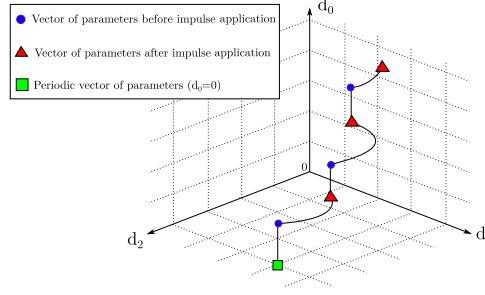 Vector of parameters before impulse application
Vector of parameters after impulse application
Periodic vector of parameters (d₀=0)
d₀
0
d₂
d